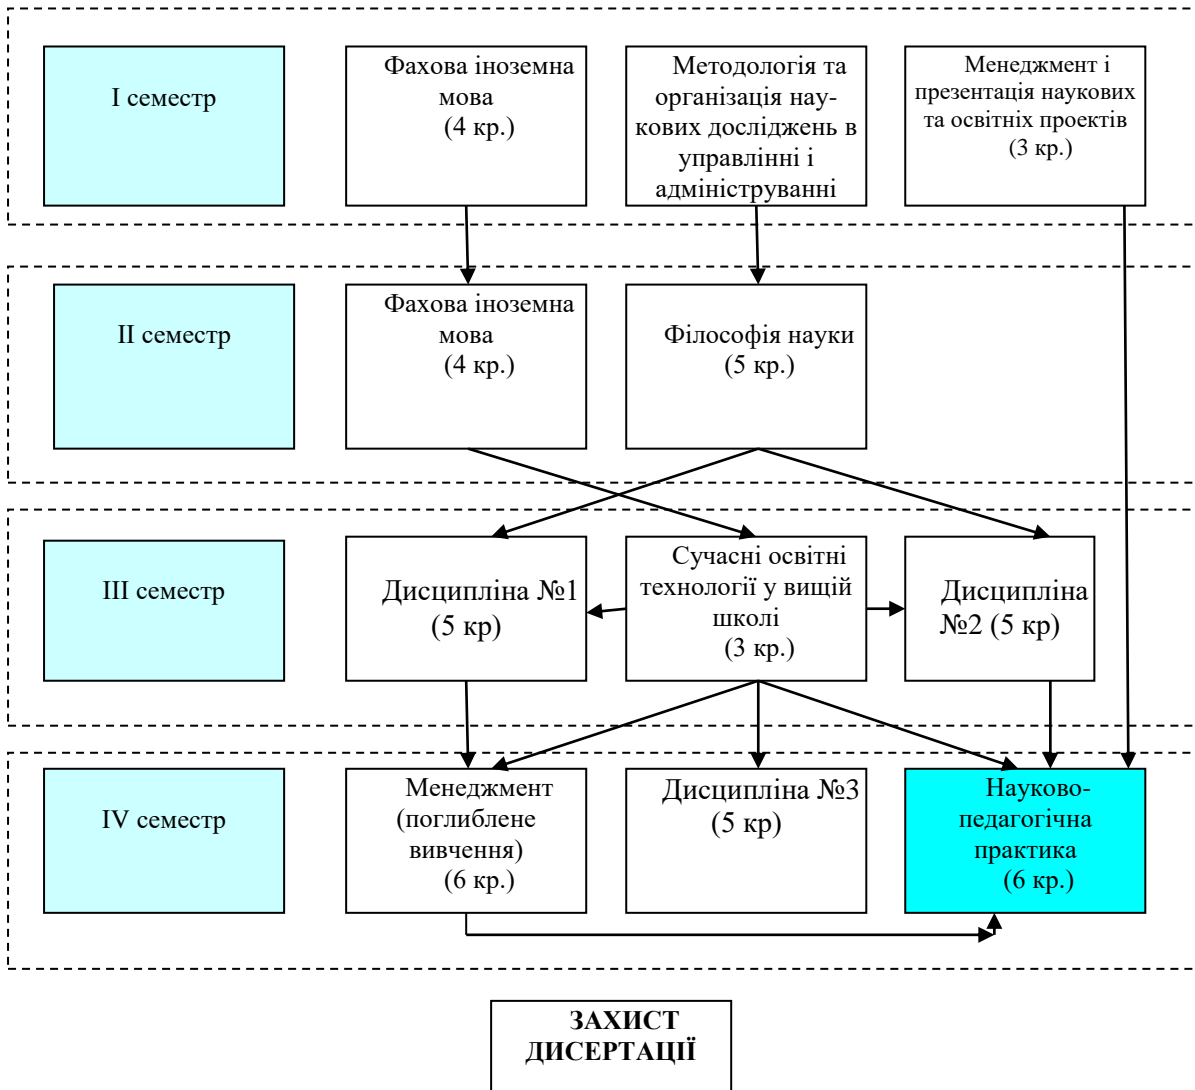 І семестр
Фахова іноземна
мова
(4 кр.)
Методологія та
організація нау-
кових досліджень в
управлінні і
адмініструванні
Менеджмент і
презентація наукових
та освітніх проектів
(3 кр.)
ІІ семестр
Фахова іноземна
мова
(4 кр.)
Філософія науки
(5 кр.)
ІІІ семестр
Дисципліна №1
(5 кр)
Сучасні освітні
технології у вищій
школі
(3 кр.)
Дисципліна
№2 (5 кр)
IV семестр
Менеджмент
(поглиблене
вивчення)
(6 кр.)
Дисципліна №3
(5 кр)
Науково-
педагогічна
практика
(6 кр.)
ЗАХИСТ
ДИСЕРТАЦІЇ